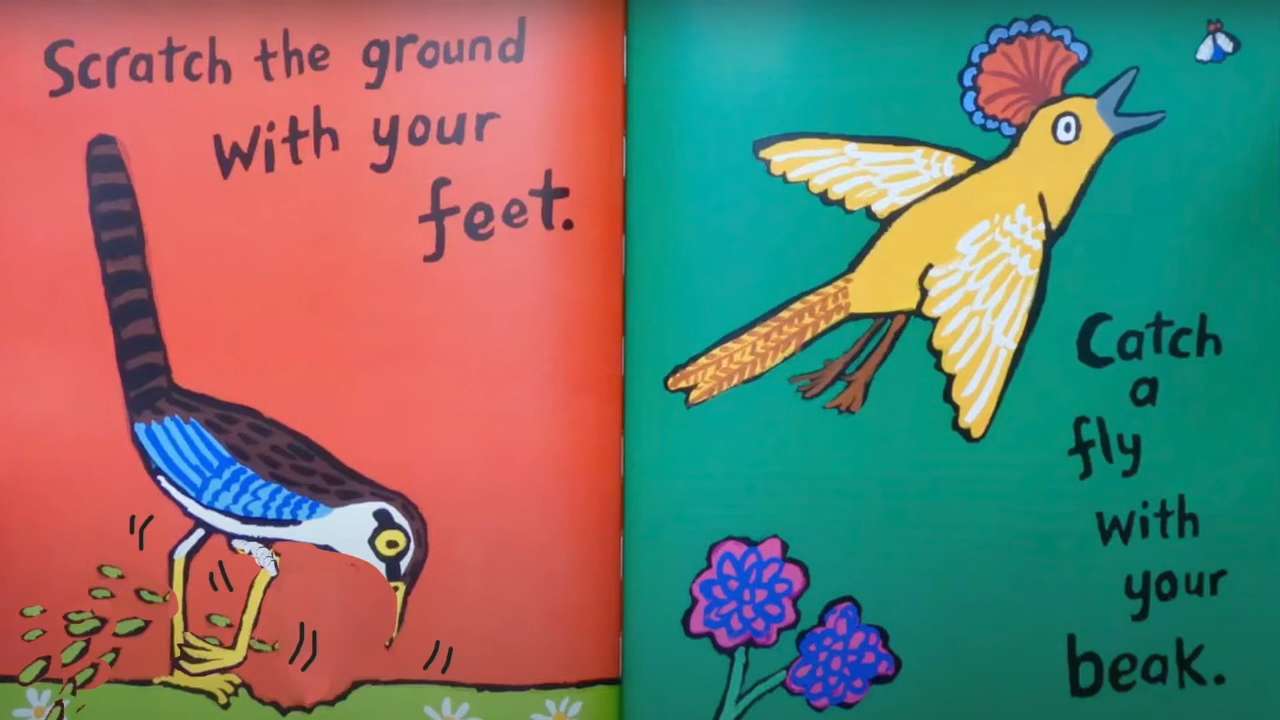 Scratch the ground
with your
feet.
Catch
a
fly
with
your
beak.